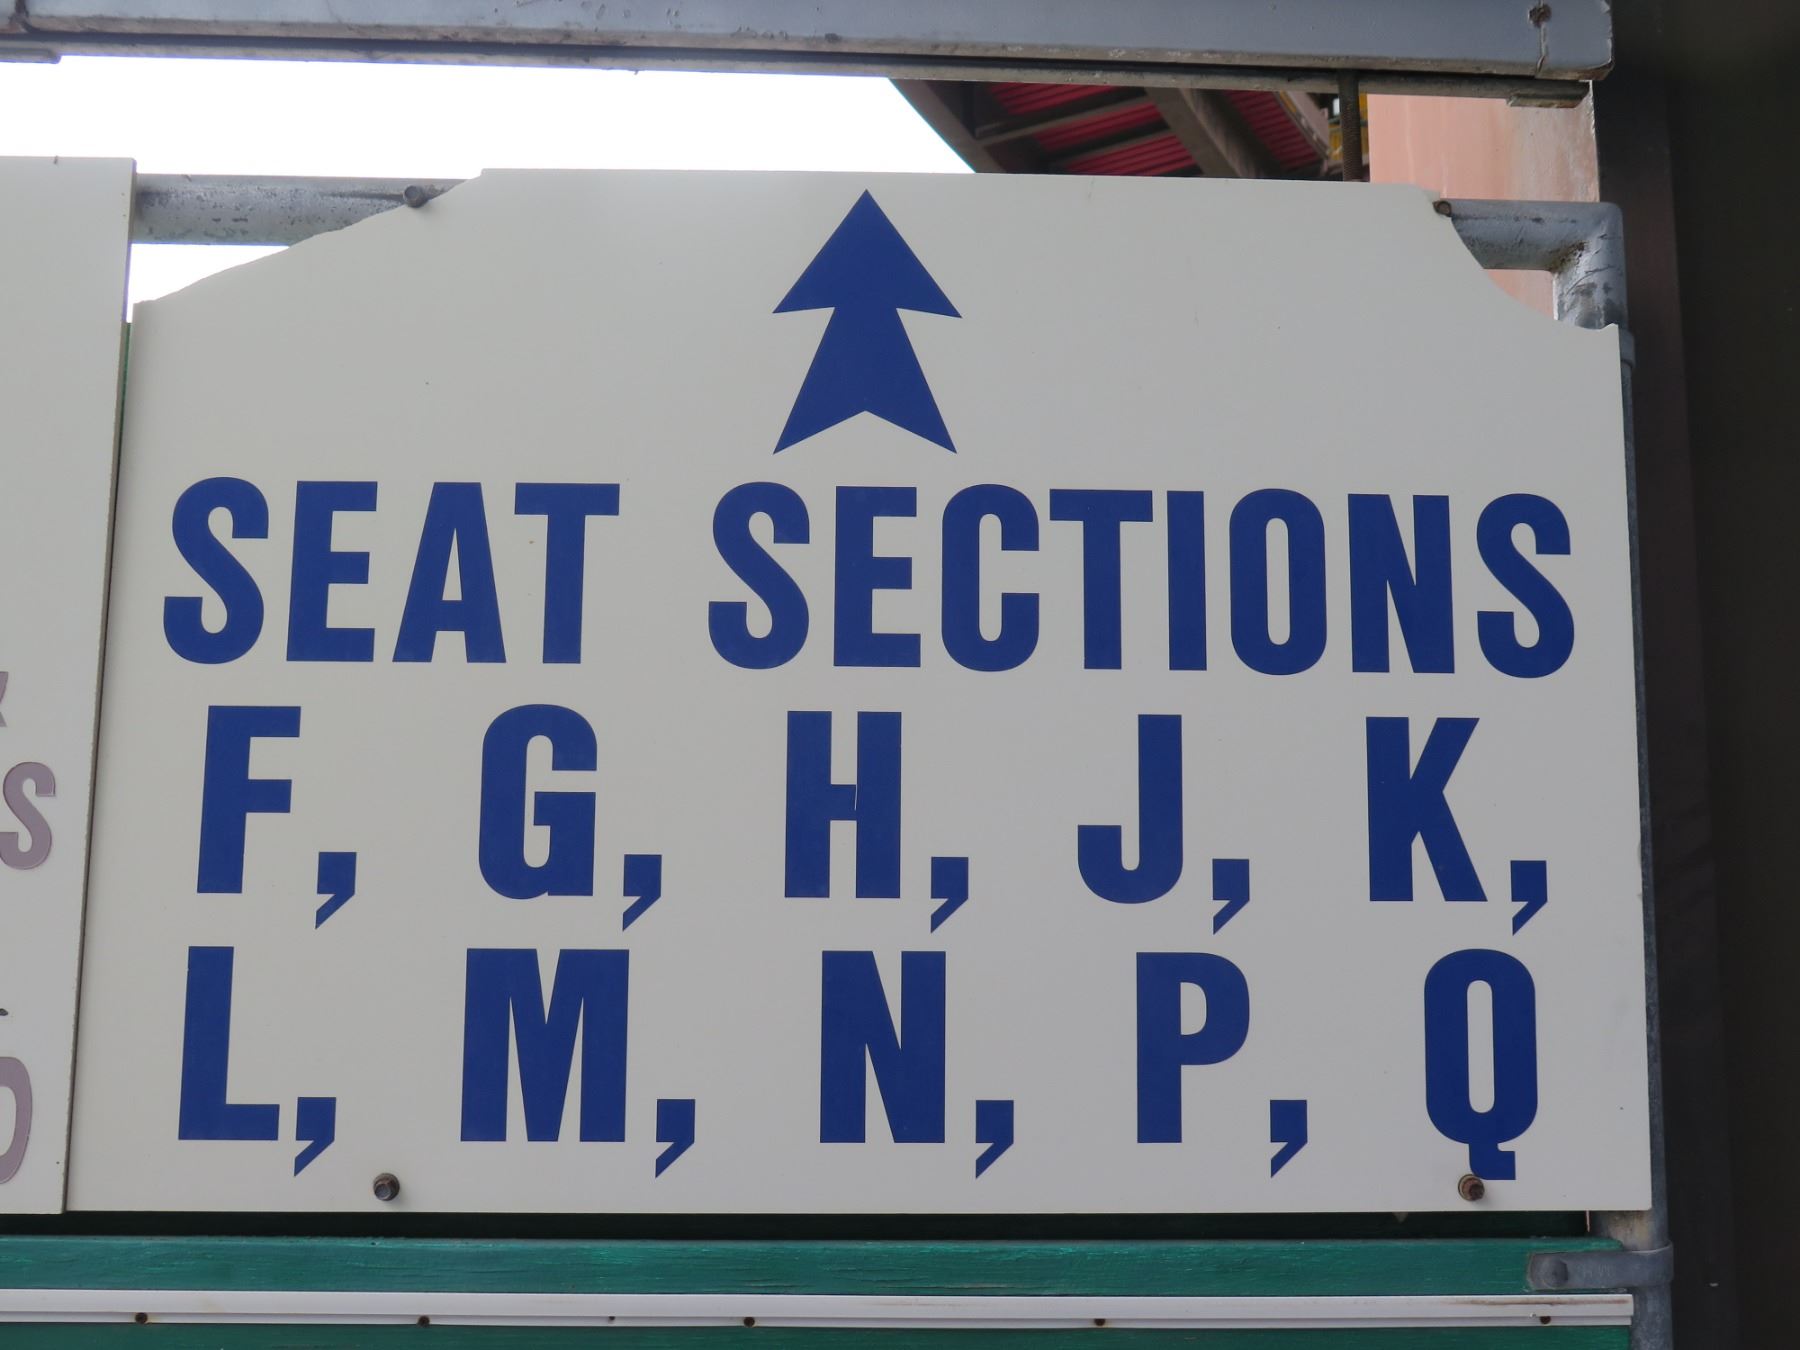 SEAT SECTIONS
F, G, H, J, K,
L, M, N, P, Q